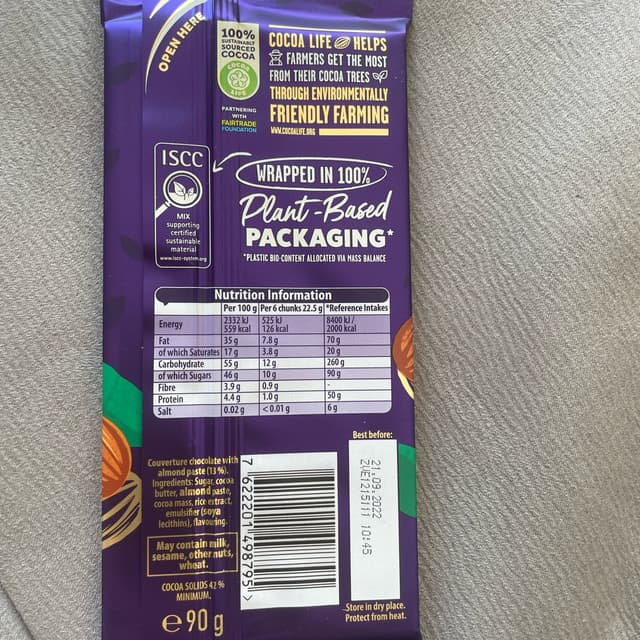 OPEN HERE
100%
SUSTAINABLY
SOURCED
COCOA
COCOA
LIFE
PARTNERING
WITH
FAIRTRADE
FOUNDATION
COCOA LIFE HELPS
FARMERS GET THE MOST
FROM THEIR COCOA TREES
THROUGH ENVIRONMENTALLY
FRIENDLY FARMING
WWW.COCOALIFE.ORG
ISCC
MIX
supporting
certified
sustainable
material
www.iscc-system.org
WRAPPED IN 100%
Plant-Based
PACKAGING*
*PLASTIC BIO-CONTENT ALLOCATED VIA MASS BALANCE
Nutrition Information
Per 100 g Per 6 chunks 22.5 g *Reference Intakes
Energy 2332 kJ 525 kJ 8400 kJ /
559 kcal 126 kcal 2000 kcal
Fat 35 g 7.8 g 70 g
of which Saturates 17 g 3.8 g 20 g
Carbohydrate 55 g 12 g 260 g
of which Sugars 46 g 10 g 90 g
Fibre 3.9 g 0.9 g -
Protein 4.4 g 1.0 g 50 g
Salt 0.02 g < 0.01 g 6 g
Couverture chocolate with
almond paste (13 %).
Ingredients: Sugar, cocoa
butter, almond paste,
cocoa mass, rice extract,
emulsifier (soya
lecithins), flavouring.
May contain milk,
sesame, other nuts,
wheat.
COCOA SOLIDS 42 %
MINIMUM.
e 90 g
7 622201 498795 >
Best before:
21.09.2022
ZVE1215111 10:45
Store in dry place.
Protect from heat.